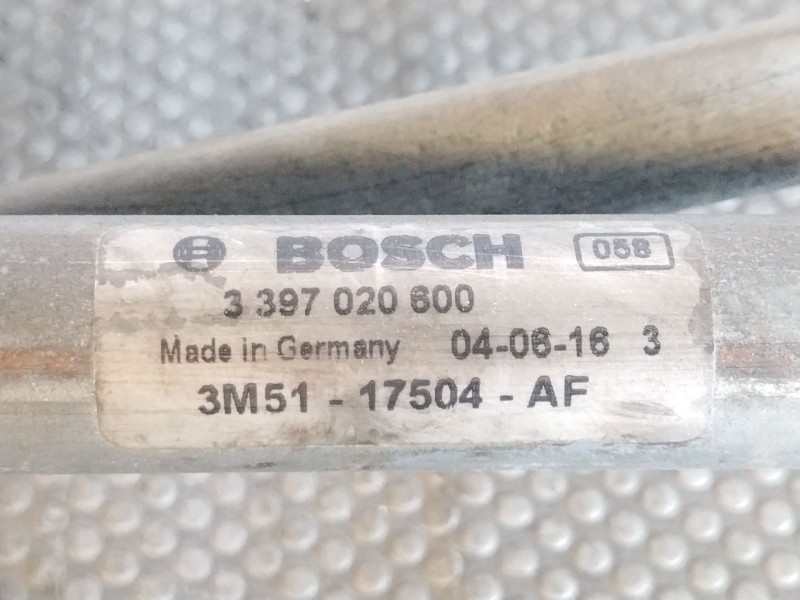 BOSCH 058
3 397 020 600
Made in Germany 04-06-16 3
3M51 - 17504 - AF